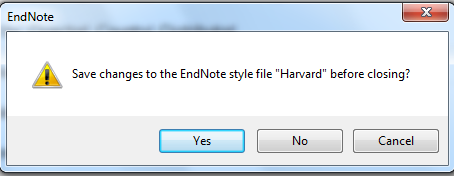 EndNote
Save changes to the EndNote style file "Harvard" before closing?
Yes
No
Cancel